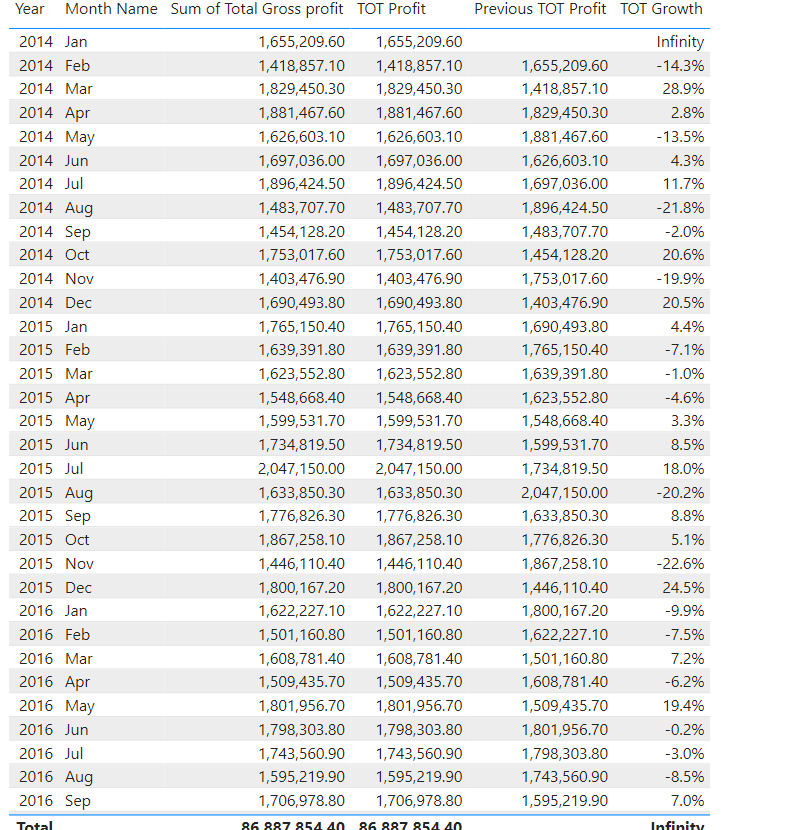 Year Month Name Sum of Total Gross profit TOT Profit Previous TOT Profit TOT Growth
2014 Jan 1,655,209.60 1,655,209.60 Infinity
2014 Feb 1,418,857.10 1,418,857.10 1,655,209.60 -14.3%
2014 Mar 1,829,450.30 1,829,450.30 1,418,857.10 28.9%
2014 Apr 1,881,467.60 1,881,467.60 1,829,450.30 2.8%
2014 May 1,626,603.10 1,626,603.10 1,881,467.60 -13.5%
2014 Jun 1,697,036.00 1,697,036.00 1,626,603.10 4.3%
2014 Jul 1,896,424.50 1,896,424.50 1,697,036.00 11.7%
2014 Aug 1,483,707.70 1,483,707.70 1,896,424.50 -21.8%
2014 Sep 1,454,128.20 1,454,128.20 1,483,707.70 -2.0%
2014 Oct 1,753,017.60 1,753,017.60 1,454,128.20 20.6%
2014 Nov 1,403,476.90 1,403,476.90 1,753,017.60 -19.9%
2014 Dec 1,690,493.80 1,690,493.80 1,403,476.90 20.5%
2015 Jan 1,765,150.40 1,765,150.40 1,690,493.80 4.4%
2015 Feb 1,639,391.80 1,639,391.80 1,765,150.40 -7.1%
2015 Mar 1,623,552.80 1,623,552.80 1,639,391.80 -1.0%
2015 Apr 1,548,668.40 1,548,668.40 1,623,552.80 -4.6%
2015 May 1,599,531.70 1,599,531.70 1,548,668.40 3.3%
2015 Jun 1,734,819.50 1,734,819.50 1,599,531.70 8.5%
2015 Jul 2,047,150.00 2,047,150.00 1,734,819.50 18.0%
2015 Aug 1,633,850.30 1,633,850.30 2,047,150.00 -20.2%
2015 Sep 1,776,826.30 1,776,826.30 1,633,850.30 8.8%
2015 Oct 1,867,258.10 1,867,258.10 1,776,826.30 5.1%
2015 Nov 1,446,110.40 1,446,110.40 1,867,258.10 -22.6%
2015 Dec 1,800,167.20 1,800,167.20 1,446,110.40 24.5%
2016 Jan 1,622,227.10 1,622,227.10 1,800,167.20 -9.9%
2016 Feb 1,501,160.80 1,501,160.80 1,622,227.10 -7.5%
2016 Mar 1,608,781.40 1,608,781.40 1,501,160.80 7.2%
2016 Apr 1,509,435.70 1,509,435.70 1,608,781.40 -6.2%
2016 May 1,801,956.70 1,801,956.70 1,509,435.70 19.4%
2016 Jun 1,798,303.80 1,798,303.80 1,801,956.70 -0.2%
2016 Jul 1,743,560.90 1,743,560.90 1,798,303.80 -3.0%
2016 Aug 1,595,219.90 1,595,219.90 1,743,560.90 -8.5%
2016 Sep 1,706,978.80 1,706,978.80 1,595,219.90 7.0%
Total 86,887,854.40 86,887,854.40 Infinity